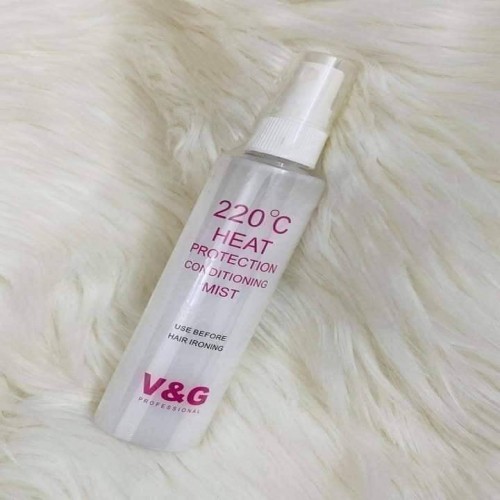 220°C
HEAT
PROTECTION
CONDITIONING
MIST
USE BEFORE
HAIR IRONING
V&G
PROFESSIONAL